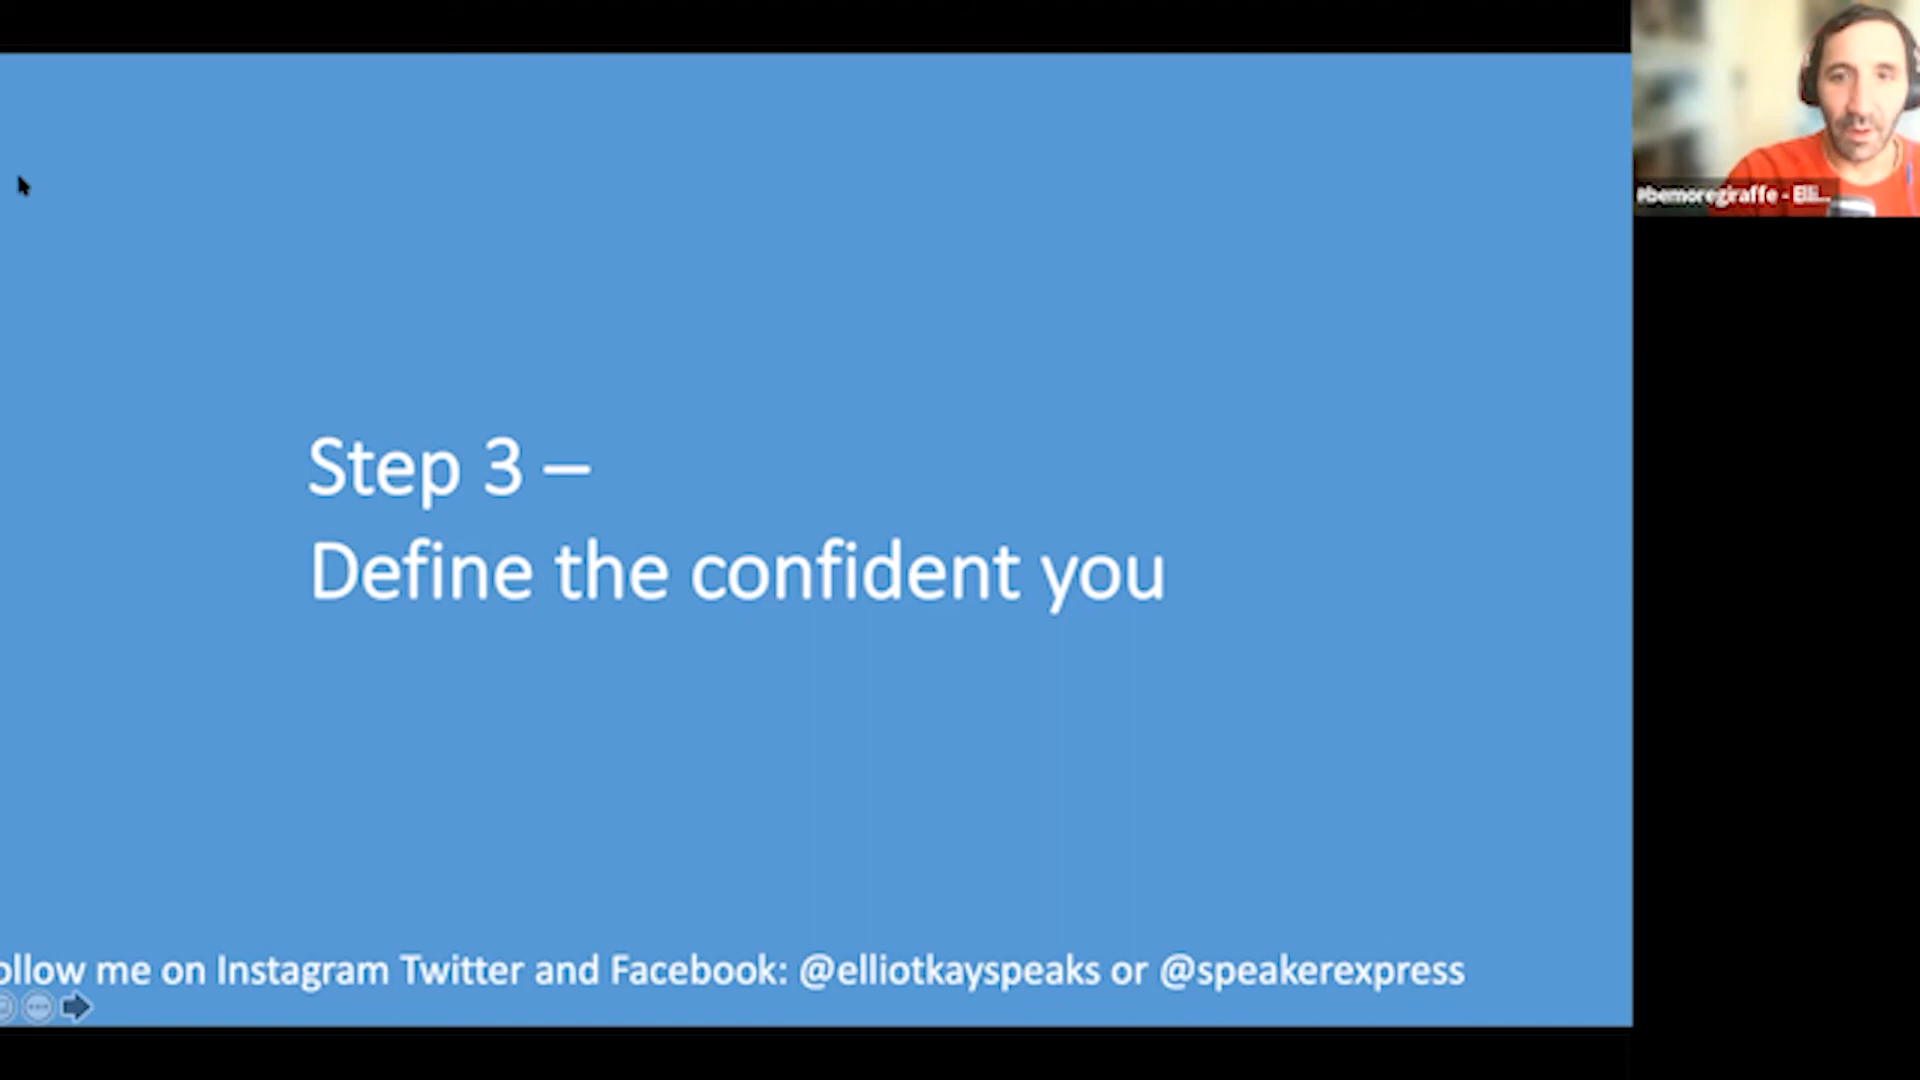 Step 3 –
Define the confident you
ollow me on Instagram Twitter and Facebook: @elliotkayspeaks or @speakerexpress
#bemoregiraffe - Elli...